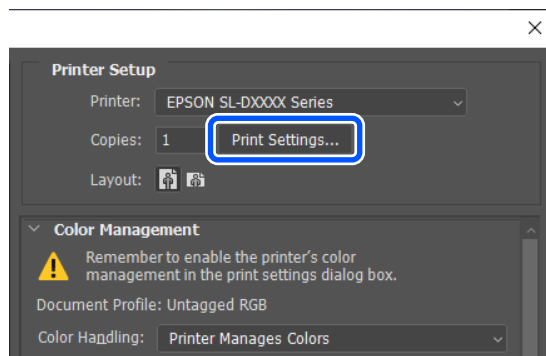 Printer Setup
Printer: EPSON SL-DXXXX Series
Copies: 1 Print Settings...
Layout:
Color Management
Remember to enable the printer's color
management in the print settings dialog box.
Document Profile: Untagged RGB
Color Handling: Printer Manages Colors